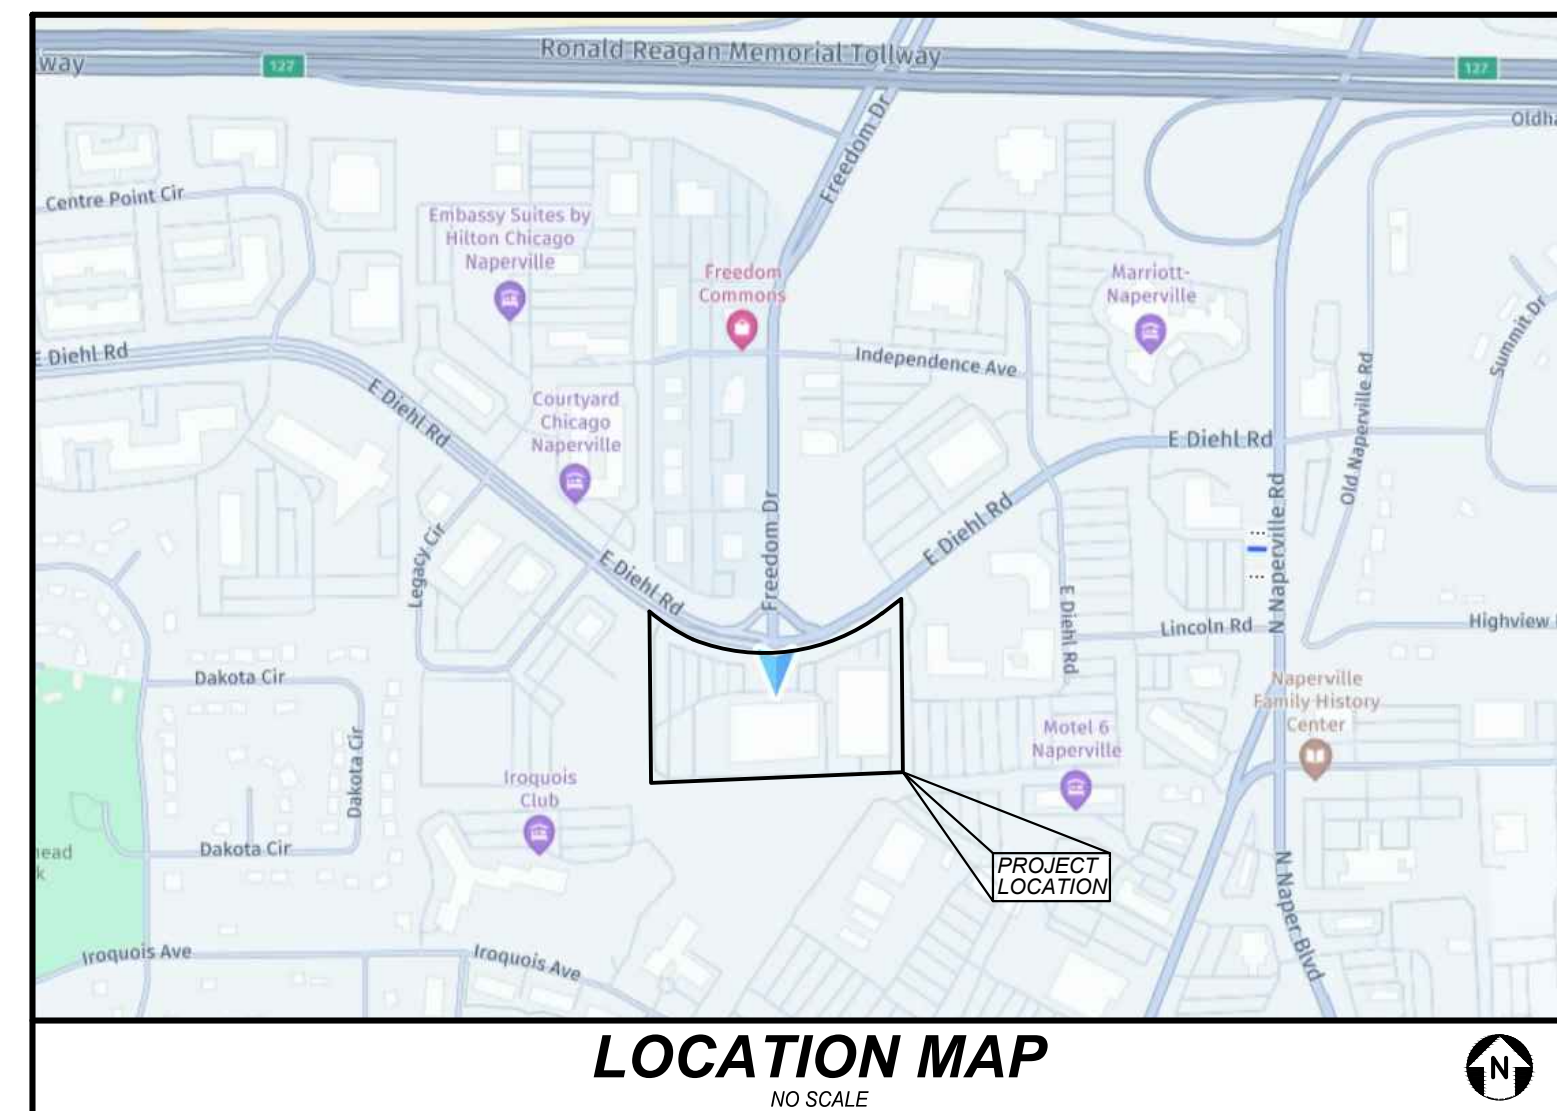 Ronald Reagan Memorial Tollway
way
127
127
Oldh
Freedom Dr
Centre Point Cir
Embassy Suites by
Hilton Chicago
Naperville
Freedom
Commons
Marriott-
Naperville
Summit Dr
E Diehl Rd
Independence Ave
E Diehl Rd
Courtyard
Chicago
Naperville
E Diehl Rd
Old Naperville Rd
Legacy Cir
E Diehl Rd
Freedom Dr
E Diehl Rd
E Diehl Rd
N Naperville Rd
Lincoln Rd
Highview
Dakota Cir
Dakota Cir
Naperville
Family History
Center
Motel 6
Naperville
Iroquois
Club
Dakota Cir
head
k
PROJECT
LOCATION
N Naper Blvd
Iroquois Ave
Iroquois Ave
LOCATION MAP
NO SCALE
N